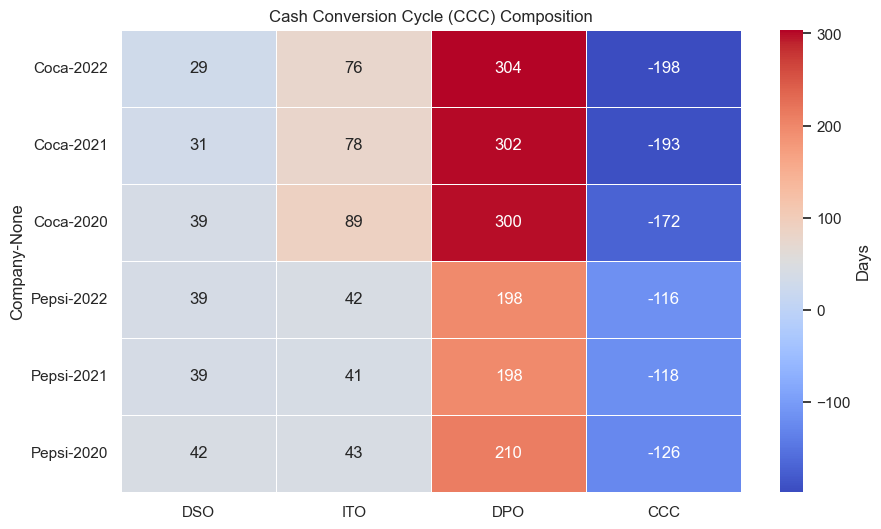 Cash Conversion Cycle (CCC) Composition
Company-None
Coca-2022 29 76 304 -198
Coca-2021 31 78 302 -193
Coca-2020 39 89 300 -172
Pepsi-2022 39 42 198 -116
Pepsi-2021 39 41 198 -118
Pepsi-2020 42 43 210 -126
DSO ITO DPO CCC
300
200
100
0
−100
Days